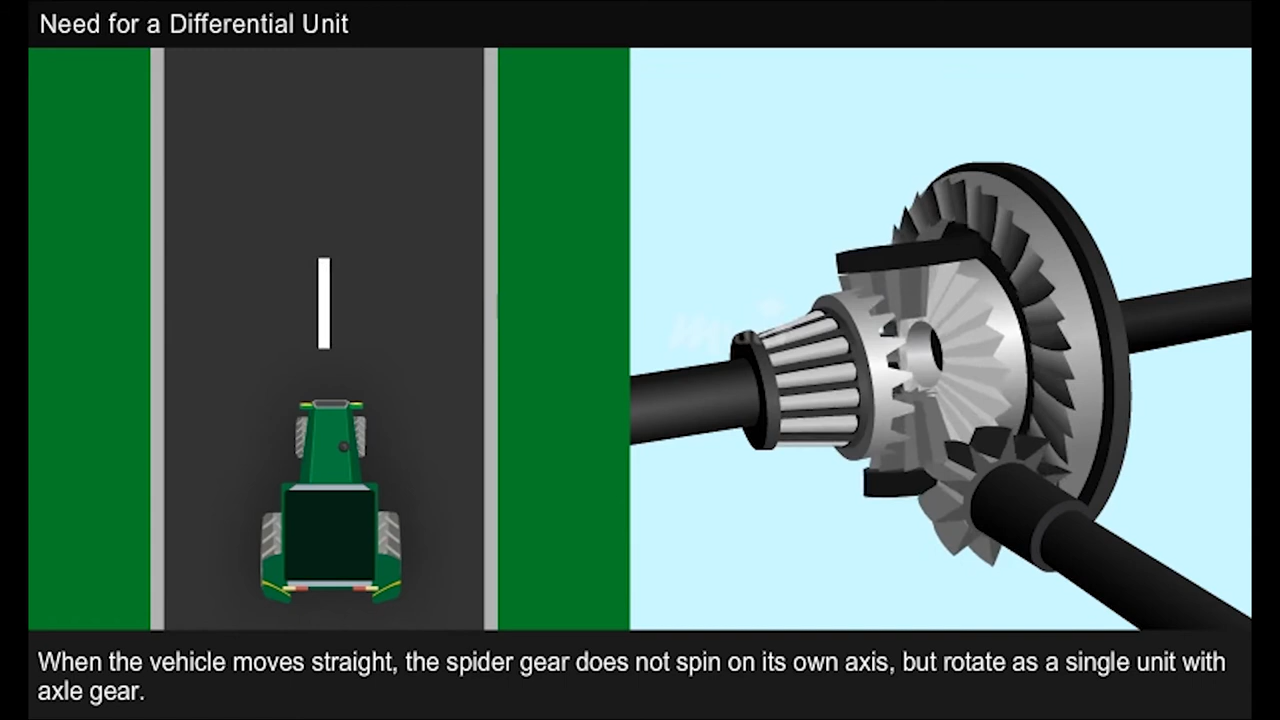 Need for a Differential Unit
When the vehicle moves straight, the spider gear does not spin on its own axis, but rotate as a single unit with
axle gear.